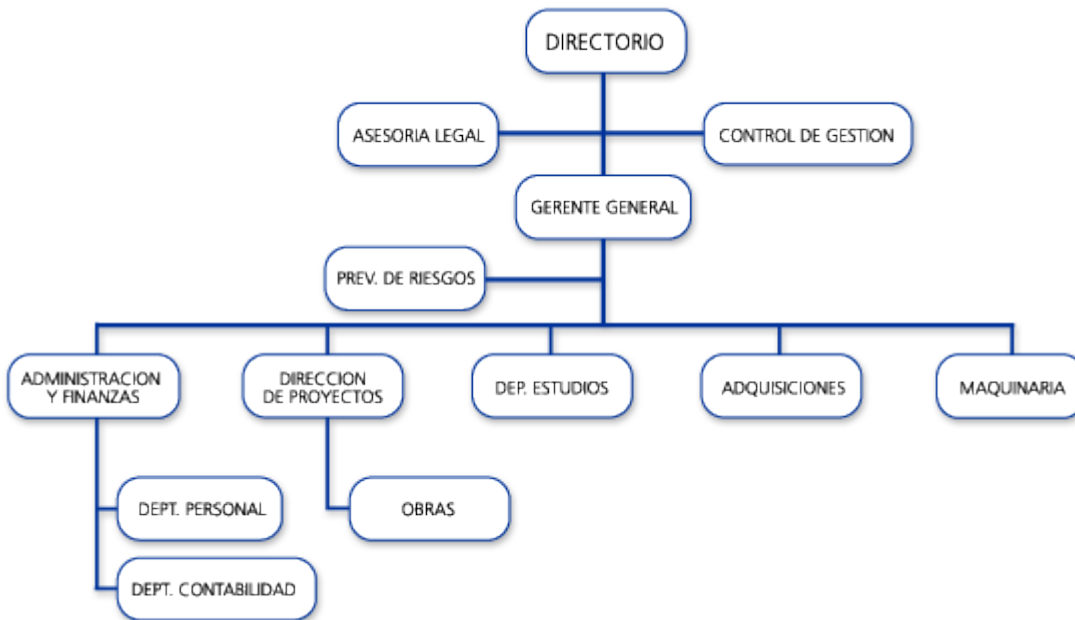 DIRECTORIO
ASESORIA LEGAL
CONTROL DE GESTION
GERENTE GENERAL
PREV. DE RIESGOS
ADMINISTRACION
Y FINANZAS
DIRECCION
DE PROYECTOS
DEP. ESTUDIOS
ADQUISICIONES
MAQUINARIA
DEPT. PERSONAL
OBRAS
DEPT. CONTABILIDAD